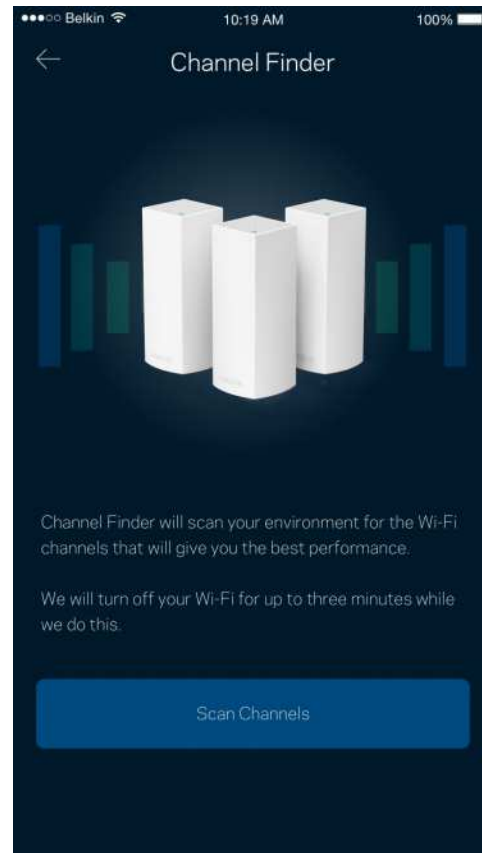 Belkin 10:19 AM 100%
Channel Finder
Channel Finder will scan your environment for the Wi-Fi
channels that will give you the best performance.
We will turn off your Wi-Fi for up to three minutes while
we do this.
Scan Channels